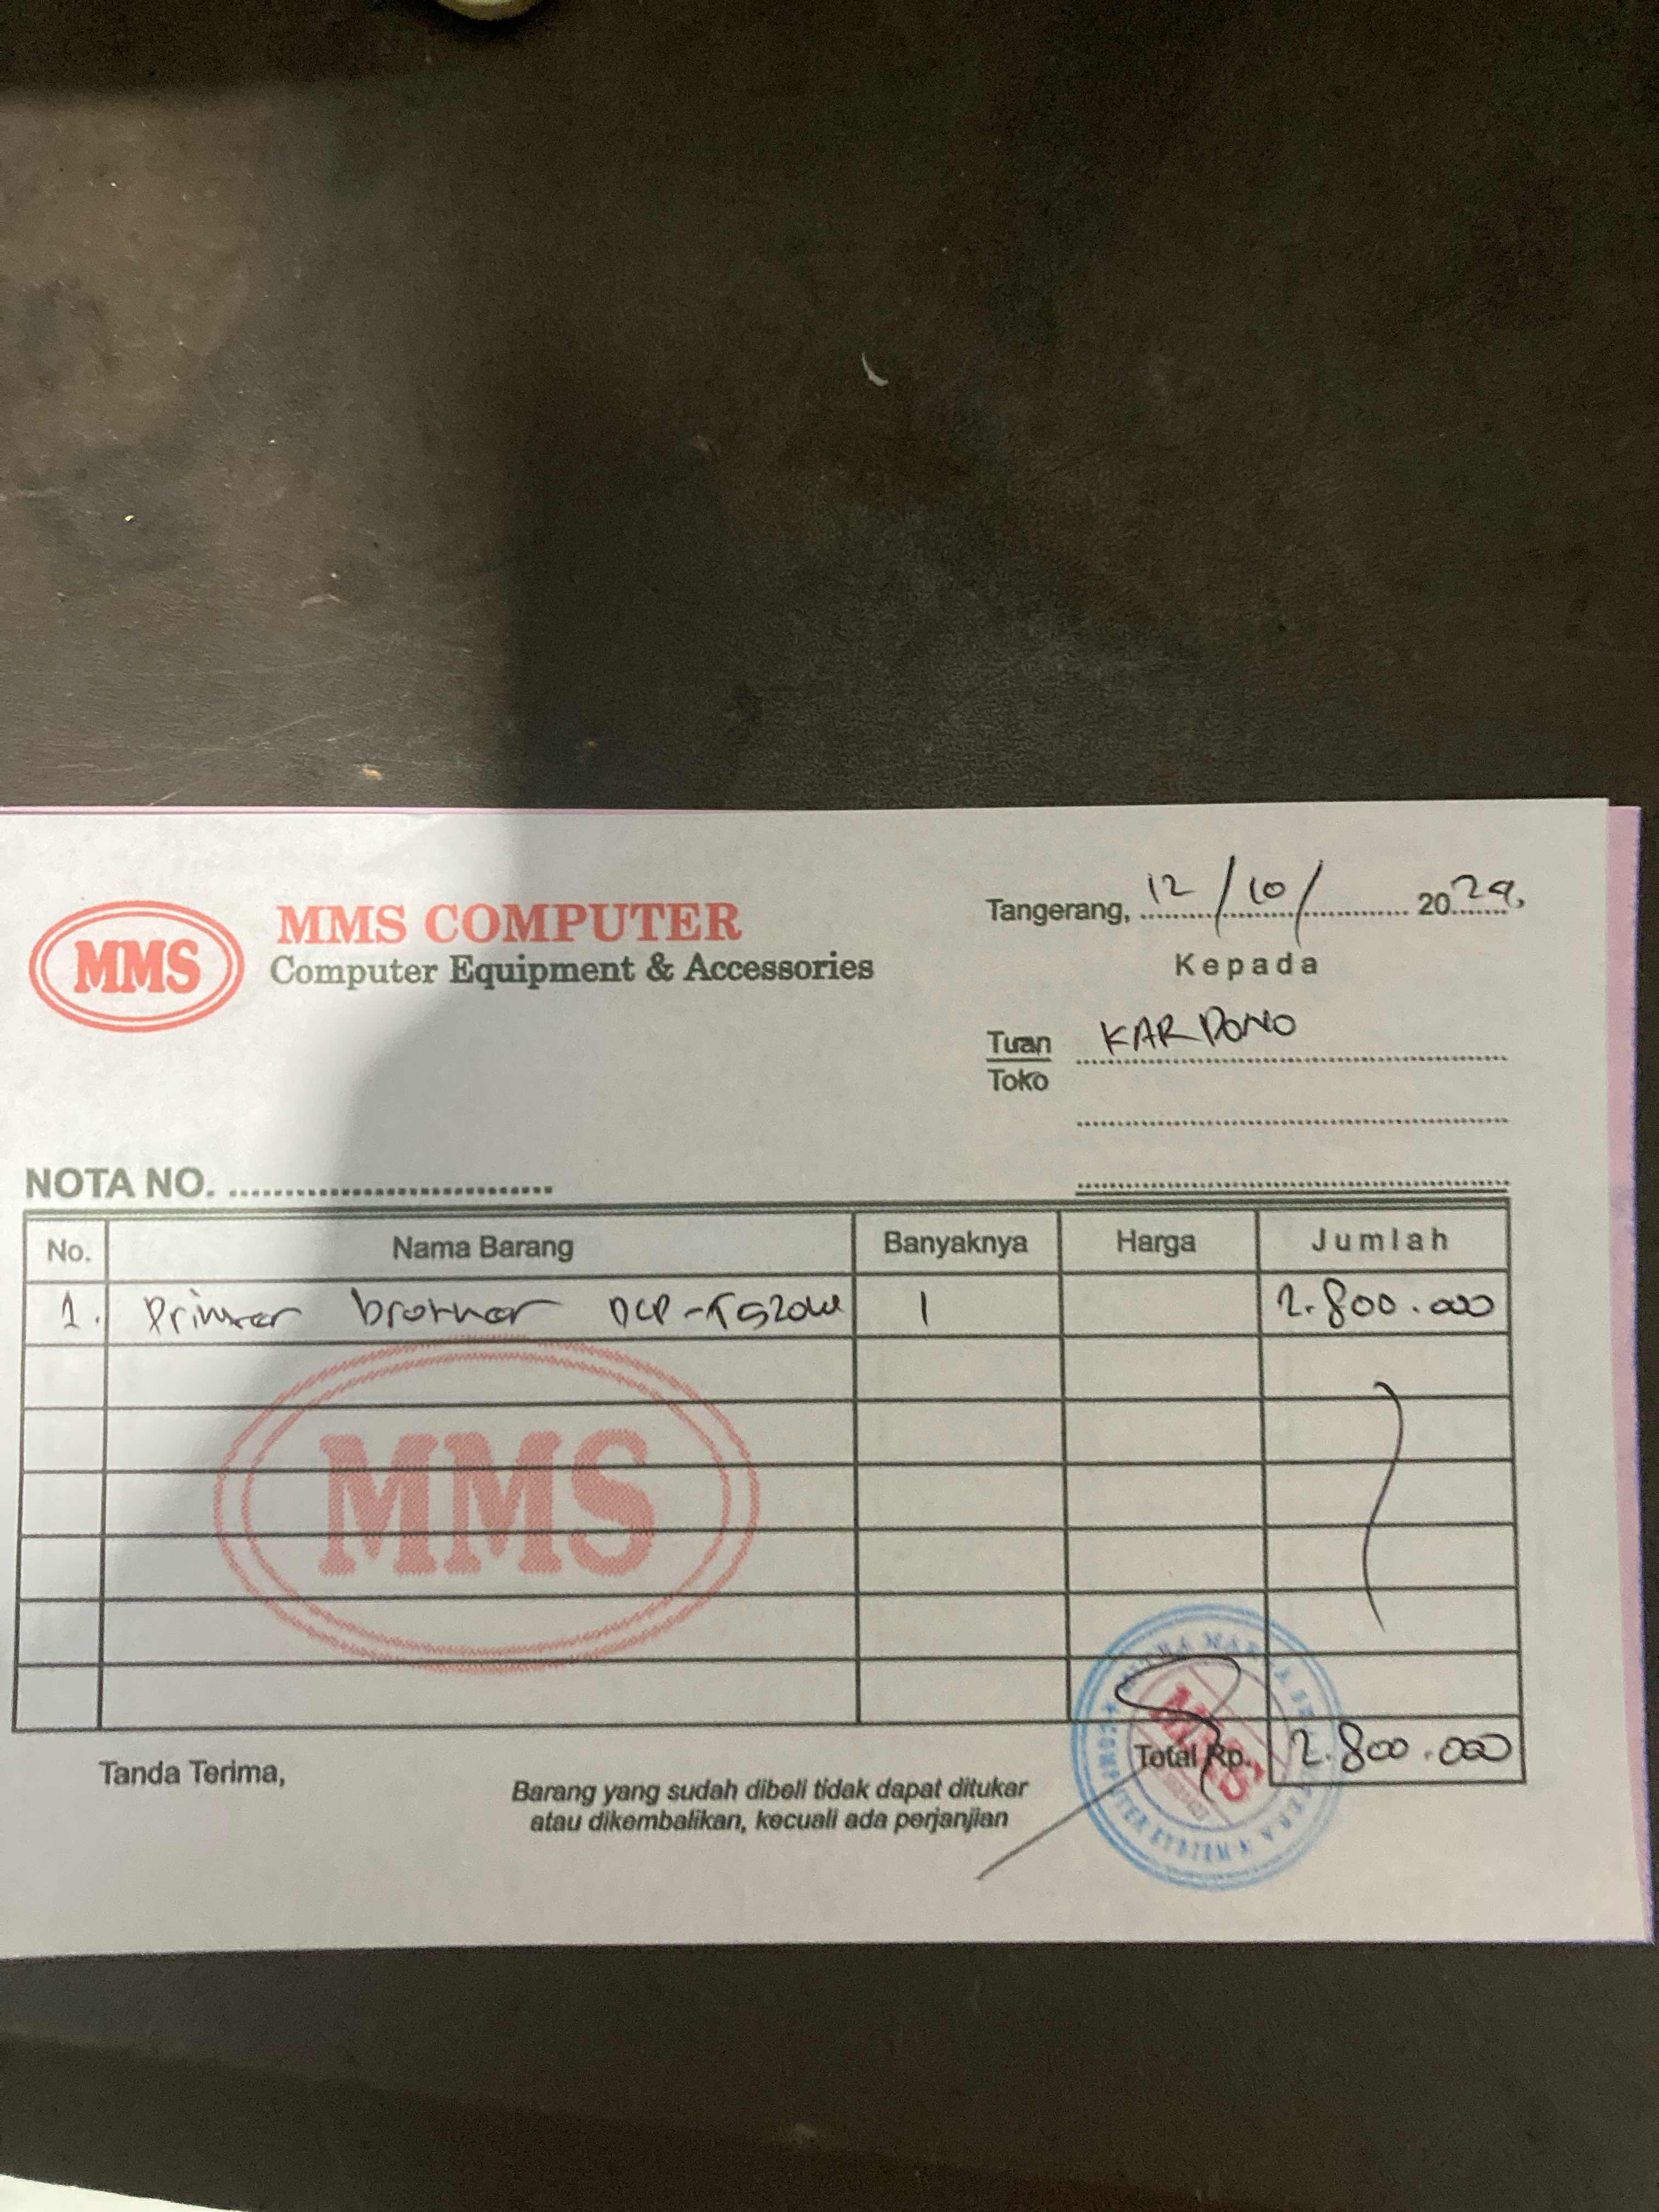 MMS
MMS COMPUTER
Computer Equipment & Accessories
Tangerang, 12/10/ 2024
Kepada
Tuan KARDONO
Toko
NOTA NO.
No. Nama Barang Banyaknya Harga Jumlah
1. Printer brother DCP-T520W 1 2.800.000
MMS
Total Rp. 2.800.000
Tanda Terima,
Barang yang sudah dibeli tidak dapat ditukar
atau dikembalikan, kecuali ada perjanjian
MMS